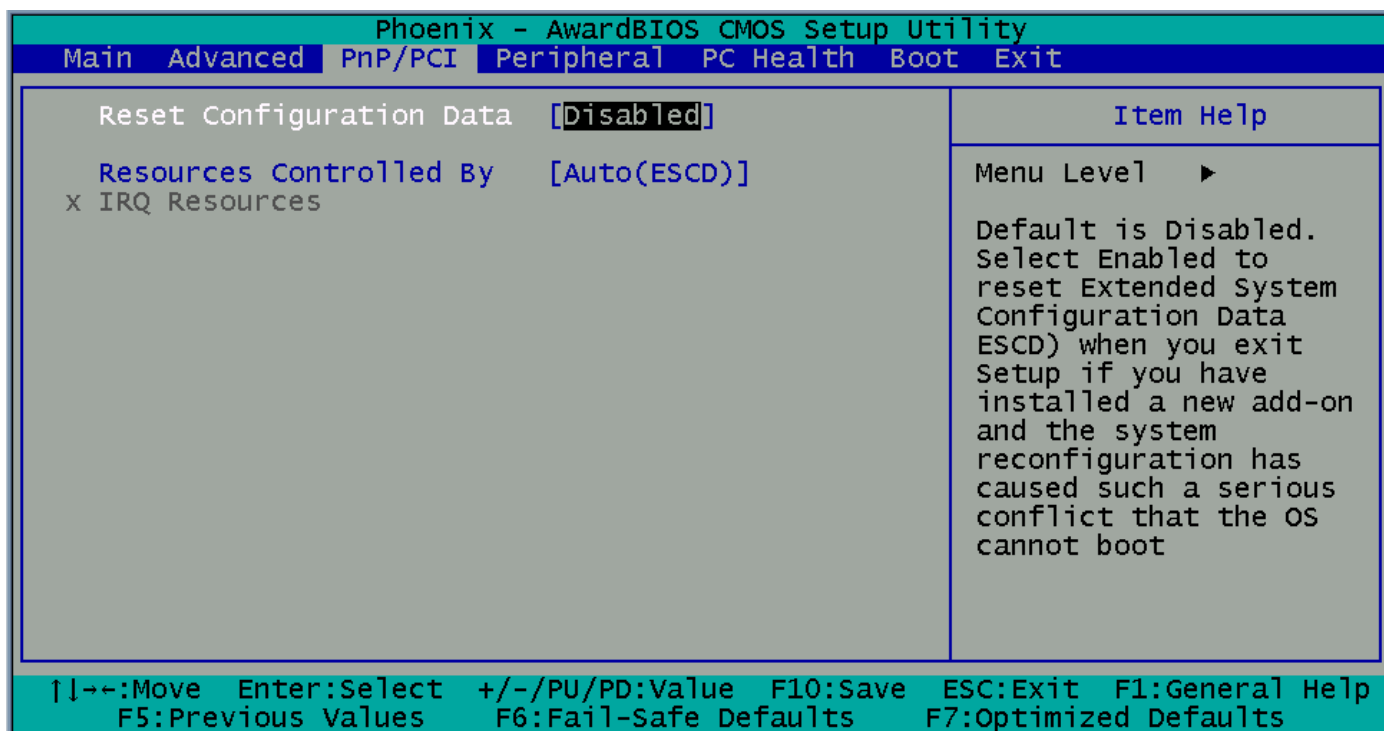 Phoenix - AwardBIOS CMOS Setup Utility
Main Advanced PnP/PCI Peripheral PC Health Boot Exit
Reset Configuration Data [Disabled]
Resources Controlled By [Auto(ESCD)]
x IRQ Resources
Item Help
Menu Level ▶
Default is Disabled.
Select Enabled to
reset Extended System
Configuration Data
ESCD) when you exit
Setup if you have
installed a new add-on
and the system
reconfiguration has
caused such a serious
conflict that the OS
cannot boot
↑↓→←:Move Enter:Select +/-/PU/PD:Value F10:Save ESC:Exit F1:General Help
F5:Previous Values F6:Fail-Safe Defaults F7:Optimized Defaults